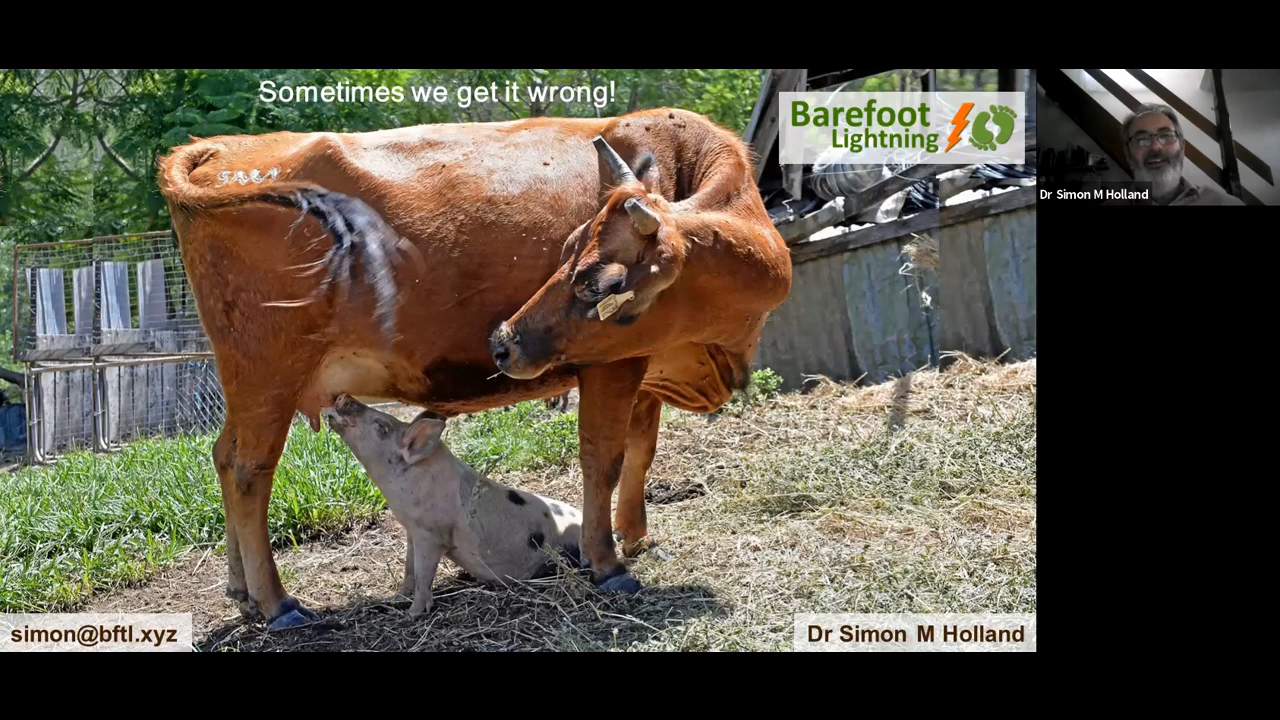 Sometimes we get it wrong!
Barefoot
Lightning
Dr Simon M Holland
simon@bftl.xyz
Dr Simon M Holland